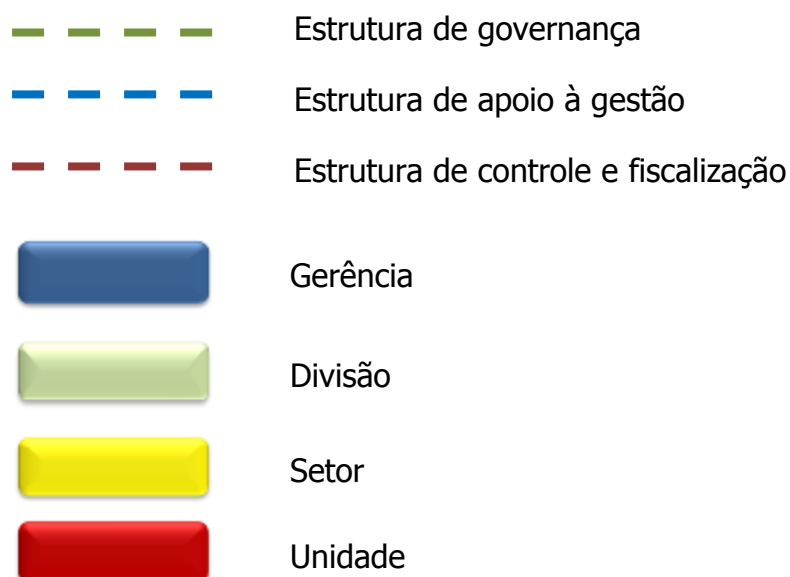 Estrutura de governança
Estrutura de apoio à gestão
Estrutura de controle e fiscalização
Gerência
Divisão
Setor
Unidade